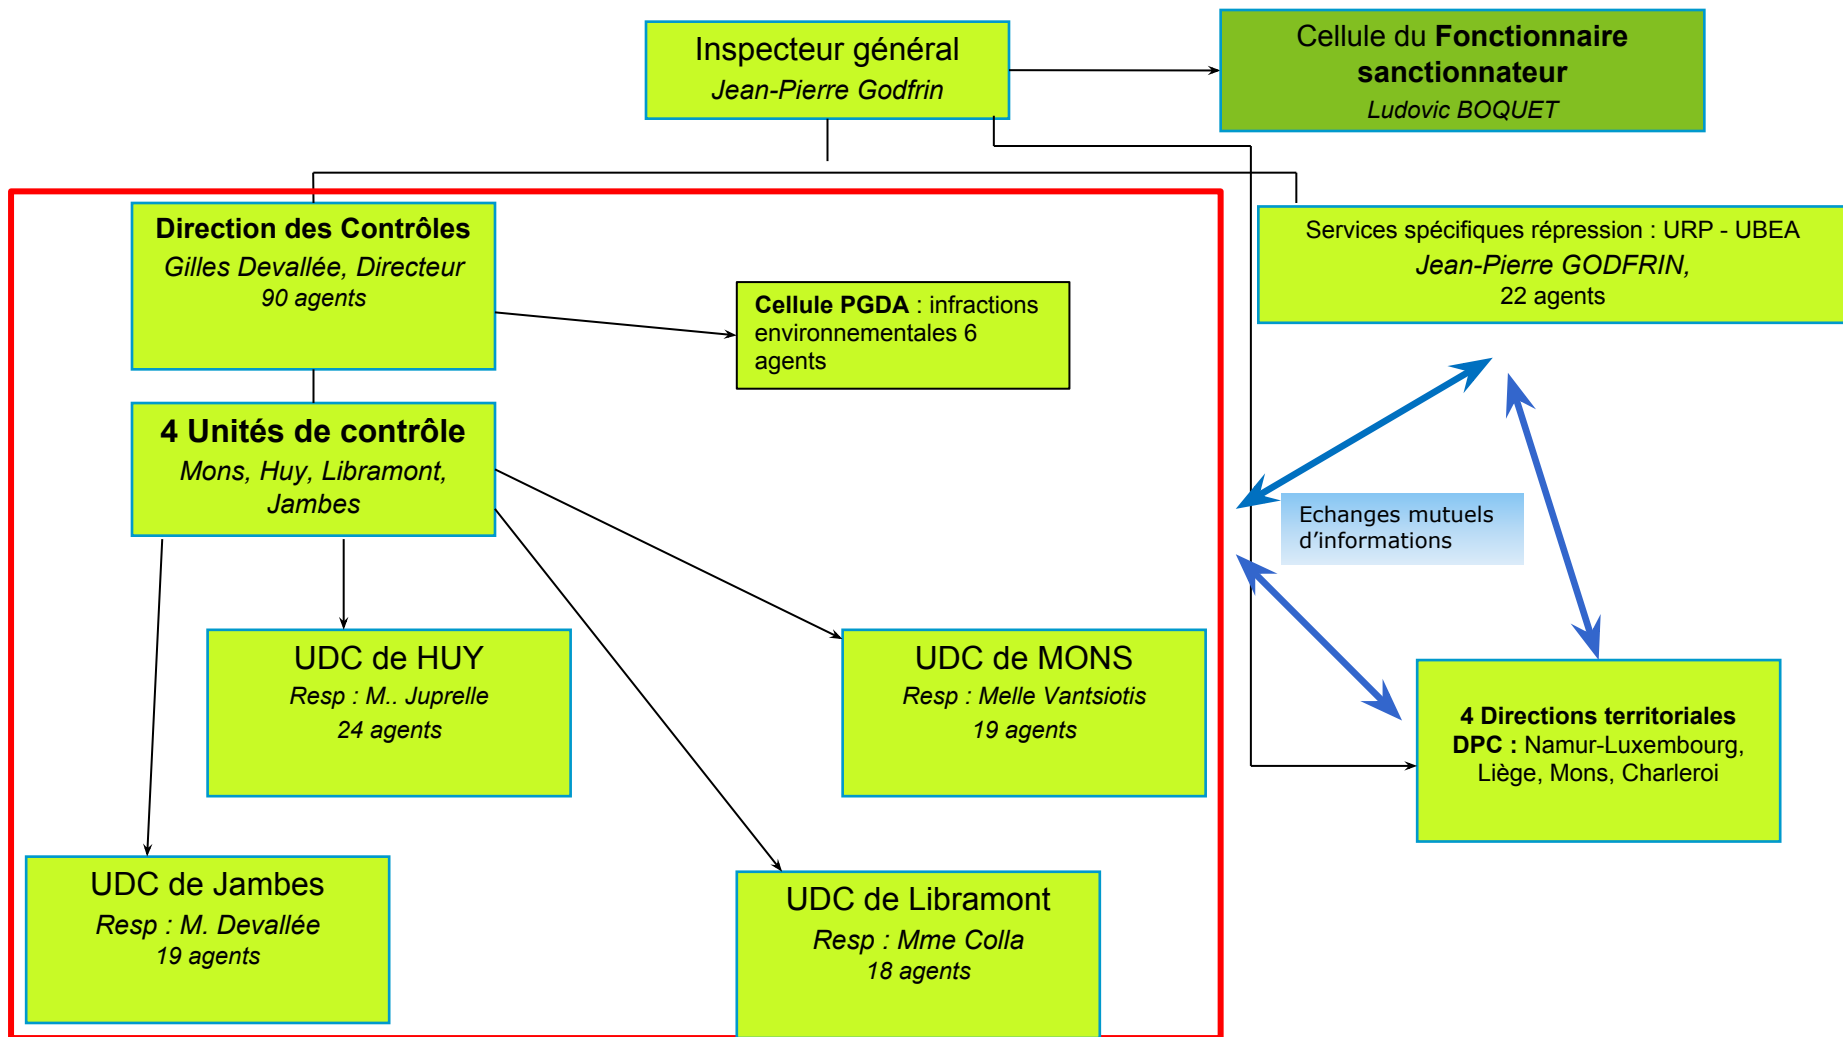 Inspecteur général
Jean-Pierre Godfrin
Cellule du Fonctionnaire
sanctionnateur
Ludovic BOQUET
Direction des Contrôles
Gilles Devallée, Directeur
90 agents
Services spécifiques répression : URP - UBEA
Jean-Pierre GODFRIN,
22 agents
Cellule PGDA : infractions
environnementales 6
agents
4 Unités de contrôle
Mons, Huy, Libramont,
Jambes
Echanges mutuels
d'informations
UDC de HUY
Resp : M.. Juprelle
24 agents
UDC de MONS
Resp : Melle Vantsiotis
19 agents
4 Directions territoriales
DPC : Namur-Luxembourg,
Liège, Mons, Charleroi
UDC de Jambes
Resp : M. Devallée
19 agents
UDC de Libramont
Resp : Mme Colla
18 agents